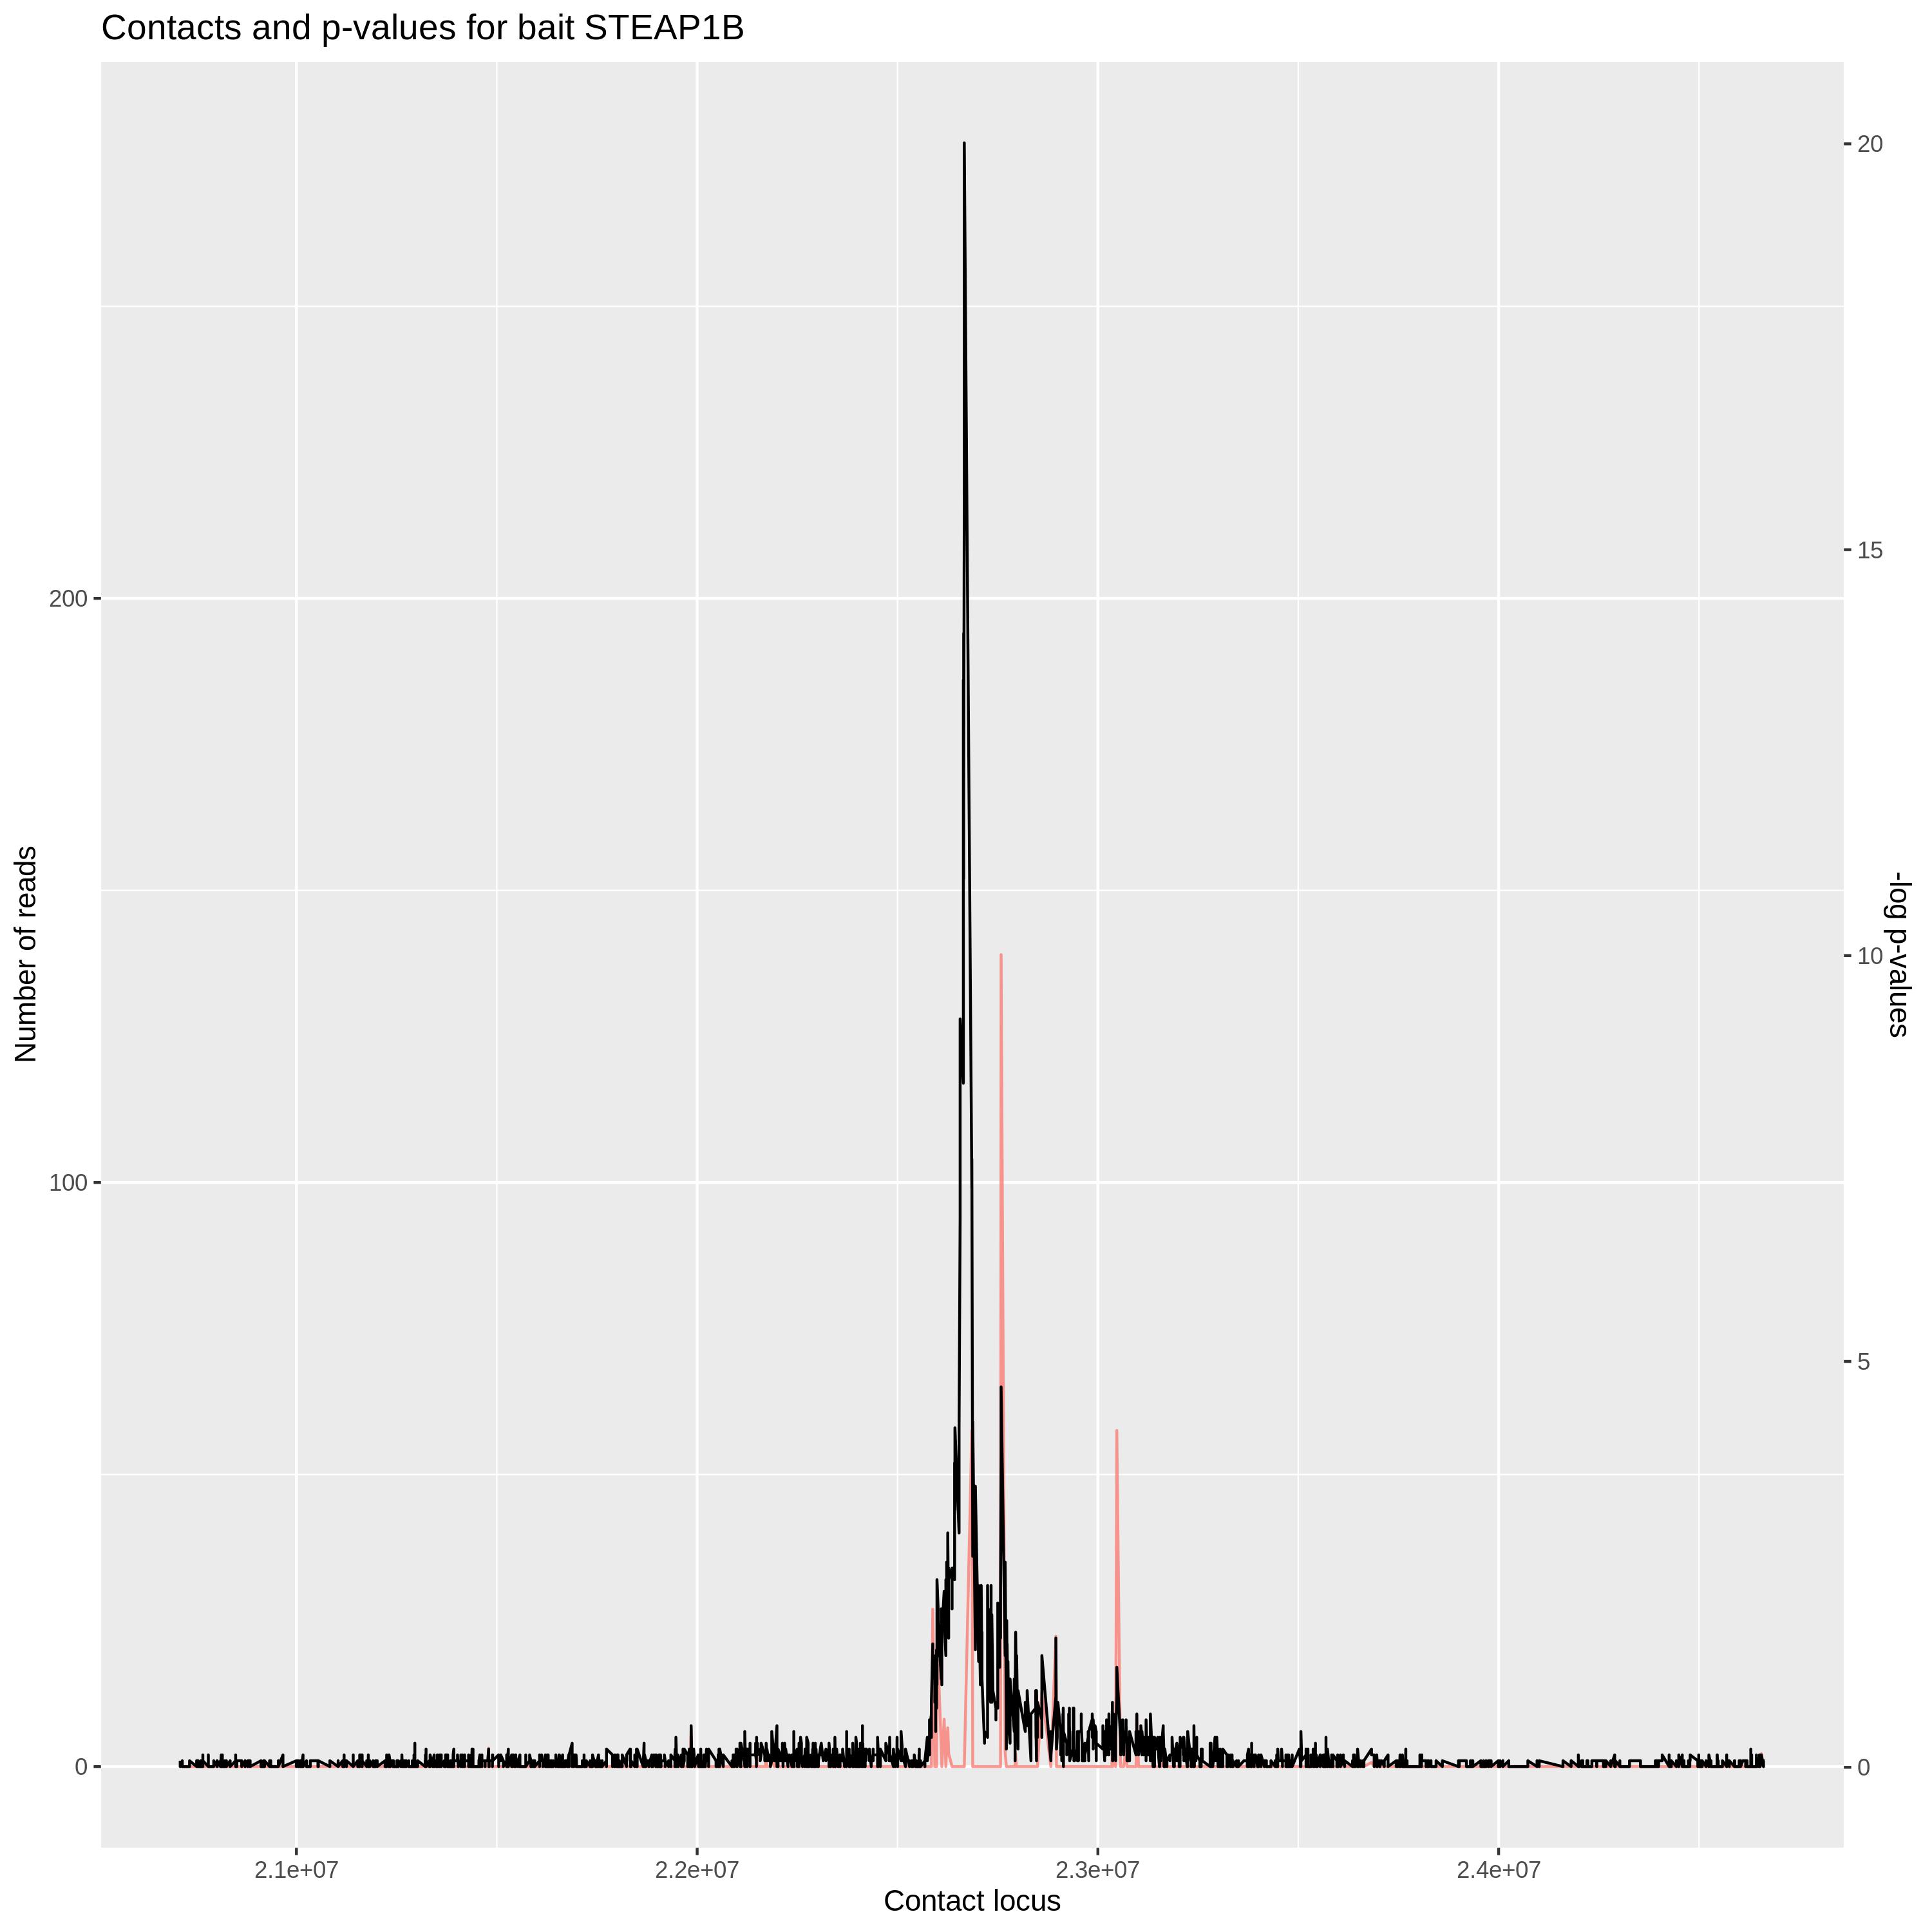 Contacts and p-values for bait STEAP1B
Number of reads
200
100
0
20
15
10
5
0
-log p-values
2.1e+07
2.2e+07
2.3e+07
2.4e+07
Contact locus